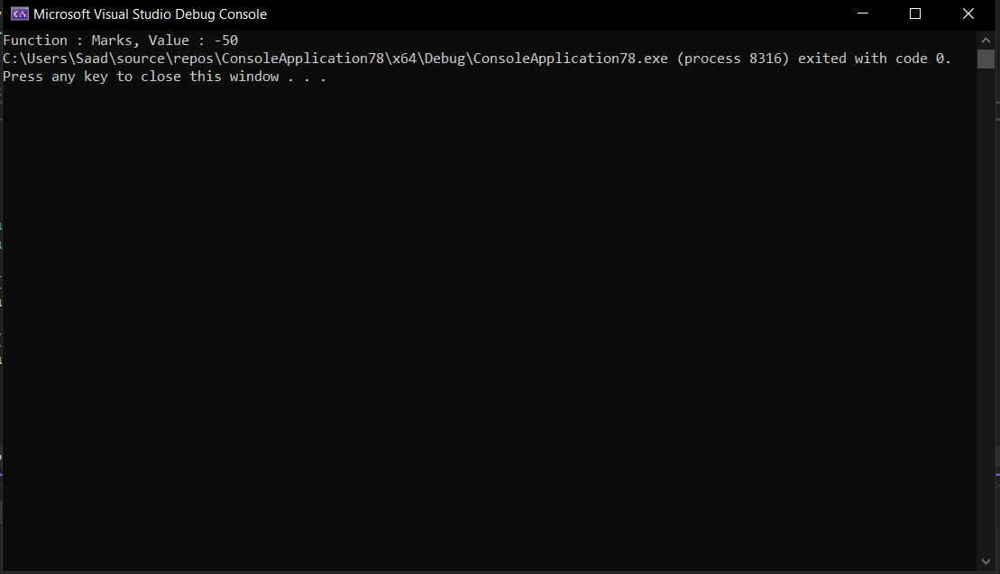 Microsoft Visual Studio Debug Console
Function : Marks, Value : -50
C:\Users\Saad\source\repos\ConsoleApplication78\x64\Debug\ConsoleApplication78.exe (process 8316) exited with code 0.
Press any key to close this window . . .